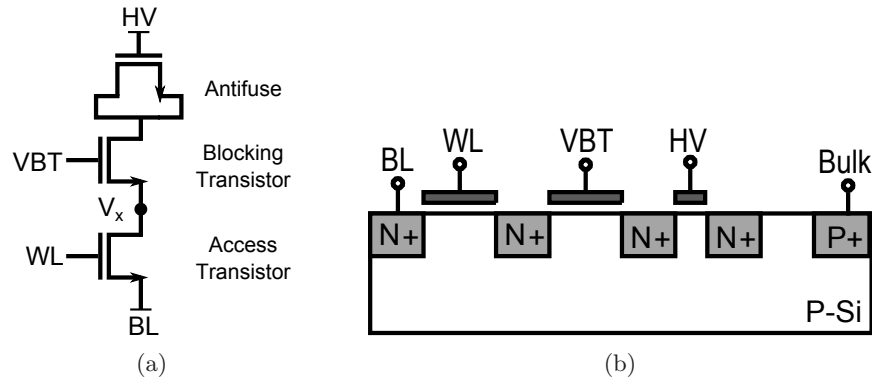 HV
Antifuse
VBT
Blocking
Transistor
Vx
WL
Access
Transistor
BL
(a)
BL
WL
VBT
HV
Bulk
N+
N+
N+
N+
P+
P-Si
(b)